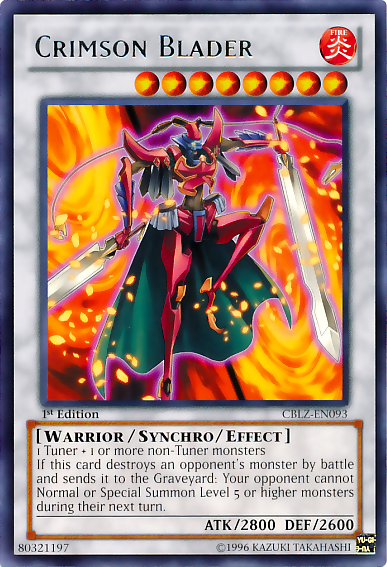 CRIMSON BLADER
FIRE
炎
1st Edition
CBLZ-EN093
[WARRIOR/SYNCHRO/EFFECT]
1 Tuner + 1 or more non-Tuner monsters
If this card destroys an opponent's monster by battle
and sends it to the Graveyard: Your opponent cannot
Normal or Special Summon Level 5 or higher monsters
during their next turn.
ATK/2800 DEF/2600
80321197
©1996 KAZUKI TAKAHASHI